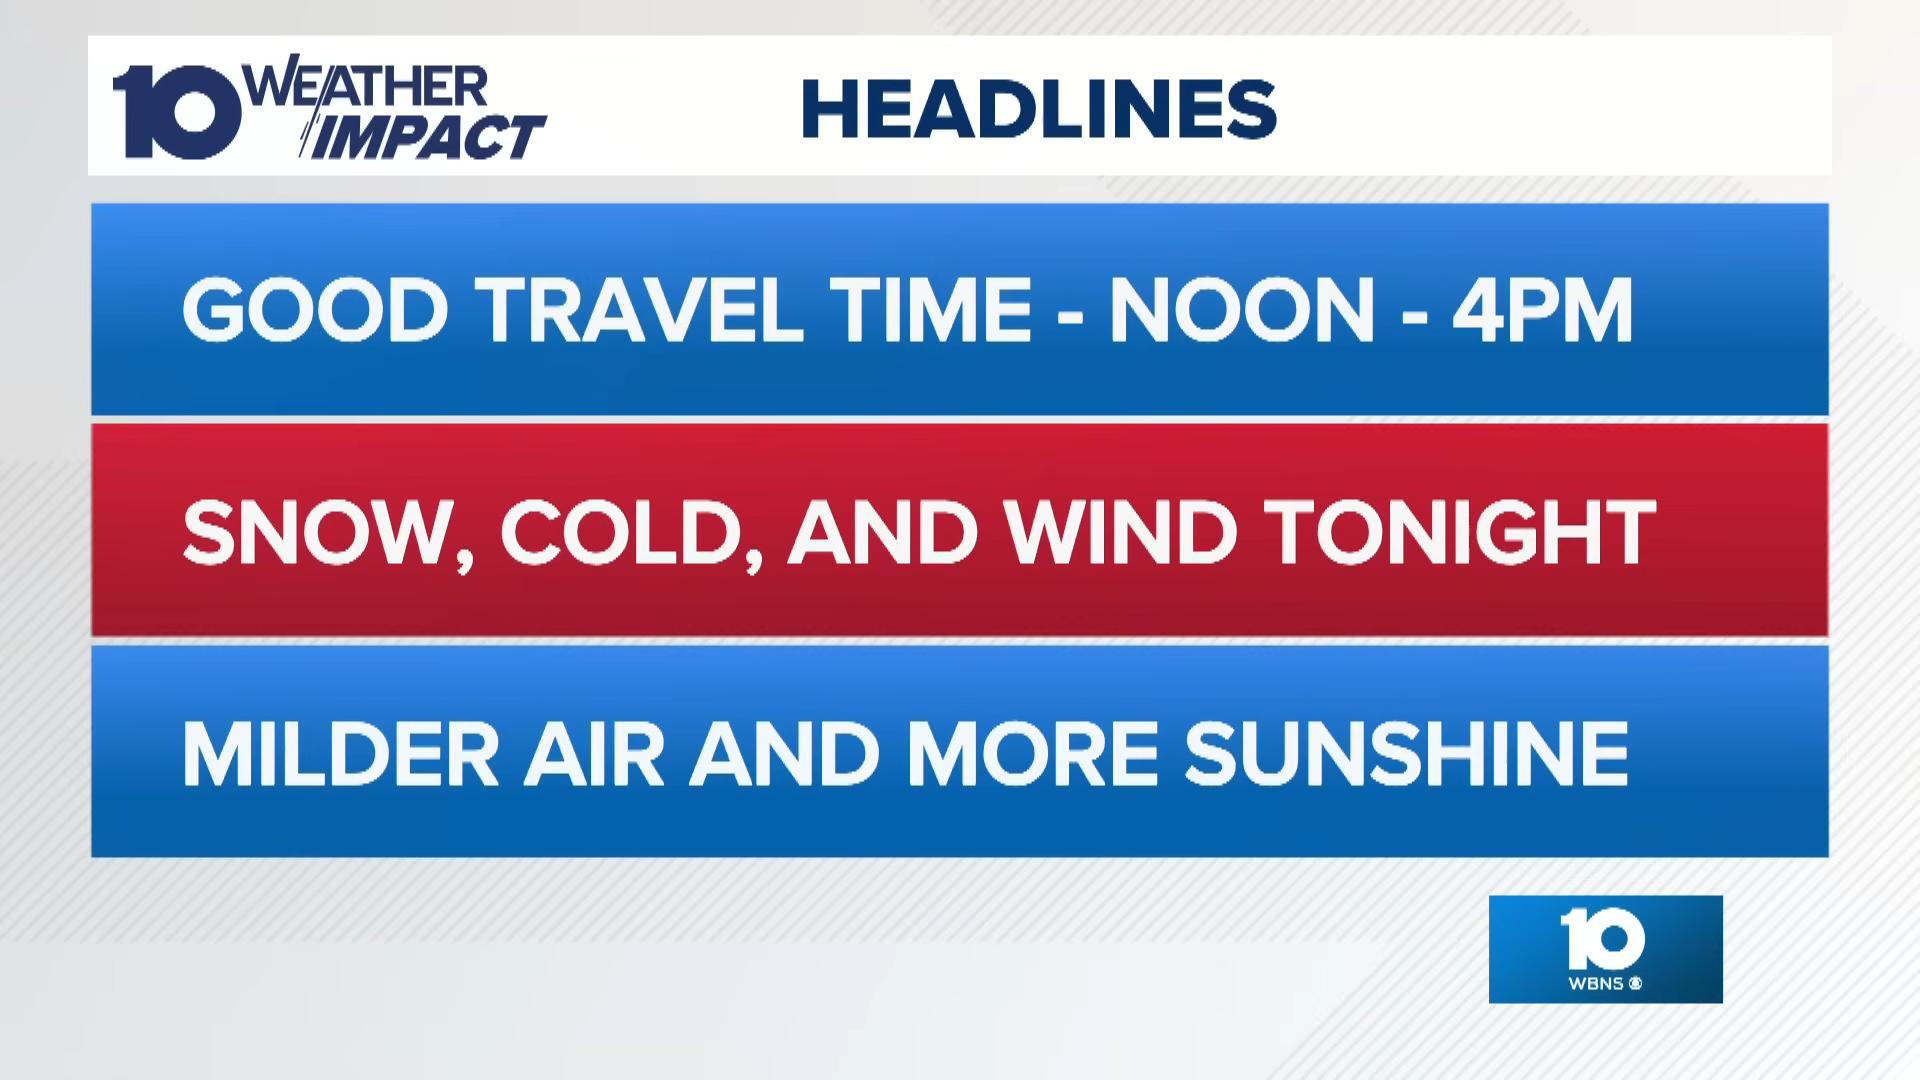 10 WEATHER
IMPACT
HEADLINES
GOOD TRAVEL TIME - NOON - 4PM
SNOW, COLD, AND WIND TONIGHT
MILDER AIR AND MORE SUNSHINE
10
WBNS